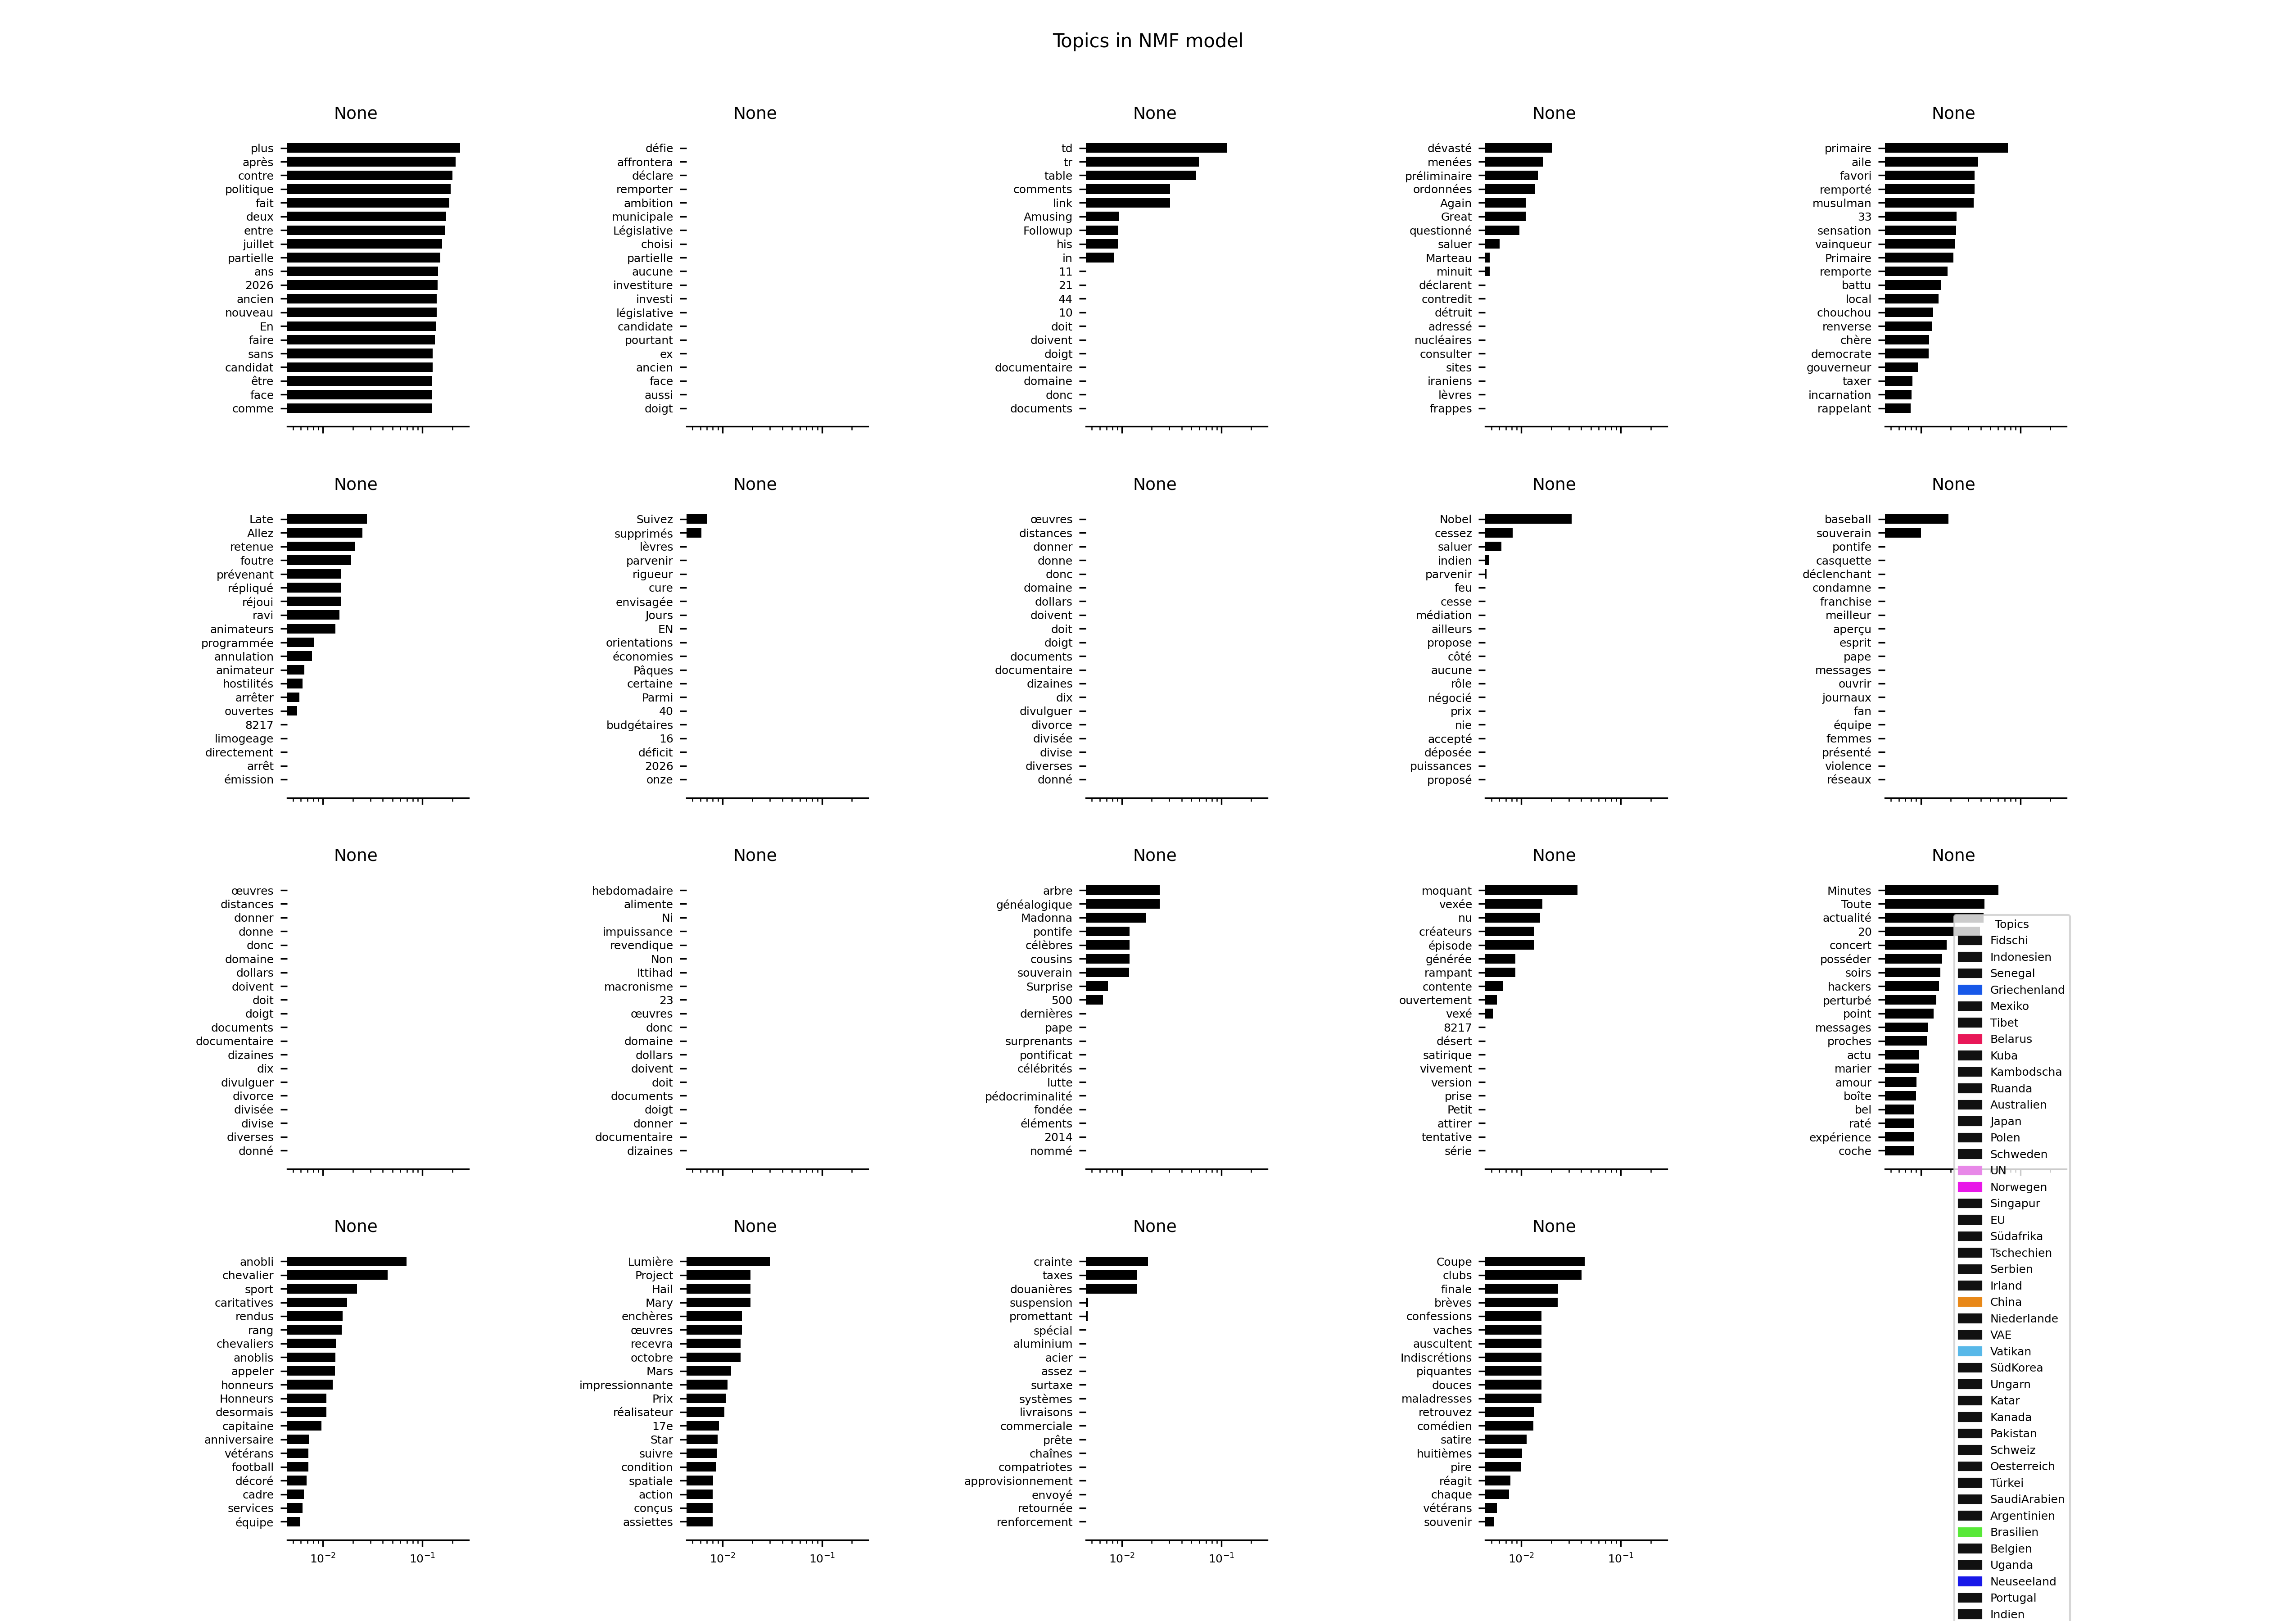 Topics in NMF model
None
plus
après
contre
politique
fait
deux
entre
juillet
partielle
ans
2026
ancien
nouveau
En
faire
sans
candidat
être
face
comme
None
défie
affrontera
déclare
remporter
ambition
municipale
Législative
choisi
partielle
aucune
investiture
investi
législative
candidate
pourtant
ex
ancien
face
aussi
doigt
None
td
tr
table
comments
link
Amusing
Followup
his
in
11
21
44
10
doit
doivent
doigt
documentaire
domaine
donc
documents
None
dévasté
menées
préliminaire
ordonnées
Again
Great
questionné
saluer
Marteau
minuit
déclarent
contredit
détruit
adressé
nucléaires
consulter
sites
iraniens
lèvres
frappes
None
primaire
aile
favori
remporté
musulman
33
sensation
vainqueur
Primaire
remporte
battu
local
chouchou
renverse
chère
democrate
gouverneur
taxer
incarnation
rappelant
None
Late
Allez
retenue
foutre
prévenant
répliqué
réjoui
ravi
animateurs
programmée
annulation
animateur
hostilités
arrêter
ouvertes
8217
limogeage
directement
arrêt
émission
None
Suivez
supprimés
lèvres
parvenir
rigueur
cure
envisagée
Jours
EN
orientations
économies
Pâques
certaine
Parmi
40
budgétaires
16
déficit
2026
onze
None
œuvres
distances
donner
donne
donc
domaine
dollars
doivent
doit
doigt
documents
documentaire
dizaines
dix
divulguer
divorce
divisée
divise
diverses
donné
None
Nobel
cessez
saluer
indien
parvenir
feu
cesse
médiation
ailleurs
propose
côté
aucune
rôle
négocié
prix
nie
accepté
déposée
puissances
proposé
None
baseball
souverain
pontife
casquette
déclenchant
condamne
franchise
meilleur
aperçu
esprit
pape
messages
ouvrir
journaux
fan
équipe
femmes
présenté
violence
réseaux
None
œuvres
distances
donner
donne
donc
domaine
dollars
doivent
doit
doigt
documents
documentaire
dizaines
dix
divulguer
divorce
divisée
divise
diverses
donné
None
hebdomadaire
alimente
Ni
impuissance
revendique
Non
Ittihad
macronisme
23
œuvres
donc
domaine
dollars
doivent
doit
documents
doigt
donner
documentaire
dizaines
None
arbre
généalogique
Madonna
pontife
célèbres
cousins
souverain
Surprise
500
dernières
pape
surprenants
pontificat
célébrités
lutte
pédocriminalité
fondée
éléments
2014
nommé
None
moquant
vexée
nu
créateurs
épisode
générée
rampant
contente
ouvertement
vexé
8217
désert
satirique
vivement
version
prise
Petit
attirer
tentative
série
None
Minutes
Toute
actualité
20
concert
posséder
soirs
hackers
perturbé
point
messages
proches
actu
marier
amour
boîte
bel
raté
expérience
coche
None
anobli
chevalier
sport
caritatives
rendus
rang
chevaliers
anoblis
appeler
honneurs
Honneurs
desormais
capitaine
anniversaire
vétérans
football
décoré
cadre
services
équipe
10⁻²
10⁻¹
None
Lumière
Project
Hail
Mary
enchères
œuvres
recevra
octobre
Mars
impressionnante
Prix
réalisateur
17e
Star
suivre
condition
spatiale
action
conçus
assiettes
10⁻²
10⁻¹
None
crainte
taxes
douanières
suspension
promettant
spécial
aluminium
acier
assez
surtaxe
systèmes
livraisons
commerciale
prête
chaînes
compatriotes
approvisionnement
envoyé
retournée
renforcement
10⁻²
10⁻¹
None
Coupe
clubs
finale
brèves
confessions
vaches
auscultent
Indiscrétions
piquantes
douces
maladresses
retrouvez
comédien
satire
huitièmes
pire
réagit
chaque
vétérans
souvenir
10⁻²
10⁻¹
Topics
Fidschi
Indonesien
Senegal
Griechenland
Mexiko
Tibet
Belarus
Kuba
Kambodscha
Ruanda
Australien
Japan
Polen
Schweden
UN
Norwegen
Singapur
EU
Südafrika
Tschechien
Serbien
Irland
China
Niederlande
VAE
Vatikan
SüdKorea
Ungarn
Katar
Kanada
Pakistan
Schweiz
Oesterreich
Türkei
SaudiArabien
Argentinien
Brasilien
Belgien
Uganda
Neuseeland
Portugal
Indien